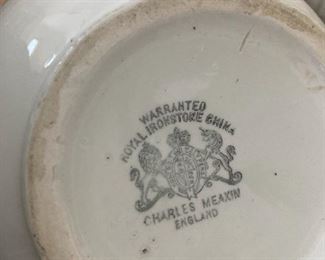 WARRANTED
ROYAL IRONSTONE CHINA
CHARLES MEAKIN
ENGLAND